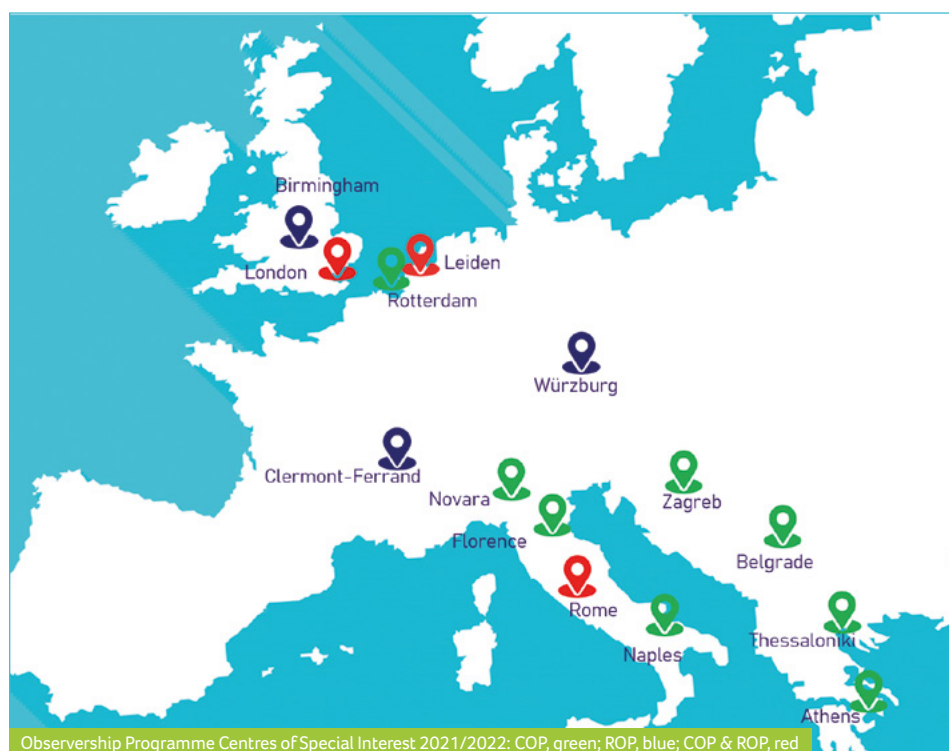 Birmingham
London
Leiden
Rotterdam
Würzburg
Clermont-Ferrand
Novara
Zagreb
Florence
Belgrade
Rome
Thessaloniki
Naples
Athens
Observership Programme Centres of Special Interest 2021/2022: COP, green; ROP, blue; COP & ROP, red